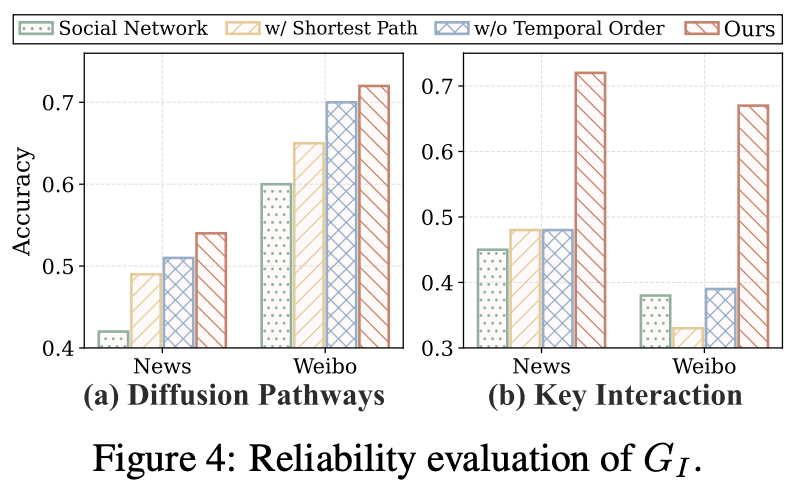 Social Network w/ Shortest Path w/o Temporal Order Ours
Accuracy
0.7
0.6
0.5
0.4
News Weibo
(a) Diffusion Pathways
0.7
0.6
0.5
0.4
0.3
News Weibo
(b) Key Interaction
Figure 4: Reliability evaluation of G_I.